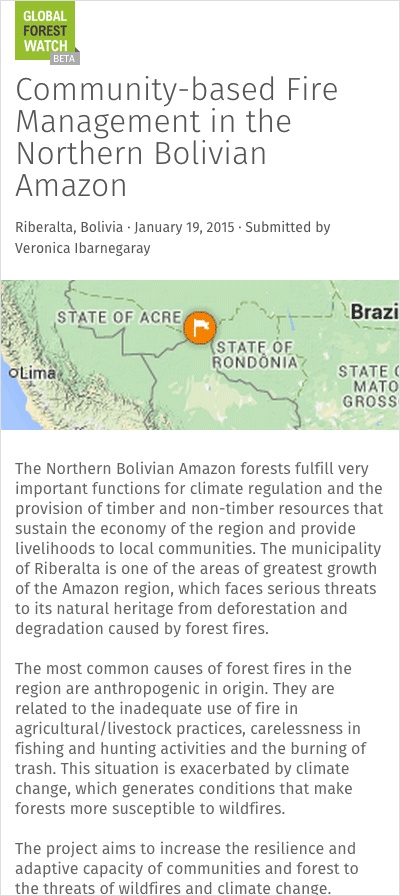 GLOBAL
FOREST
WATCH
BETA
Community-based Fire
Management in the
Northern Bolivian
Amazon
Riberalta, Bolivia · January 19, 2015 · Submitted by
Veronica Ibarnegaray
STATE OF ACRE
Brazi
STATE OF
RONDÔNIA
Lima
STATE O
MATO
GROSS
The Northern Bolivian Amazon forests fulfill very
important functions for climate regulation and the
provision of timber and non-timber resources that
sustain the economy of the region and provide
livelihoods to local communities. The municipality
of Riberalta is one of the areas of greatest growth
of the Amazon region, which faces serious threats
to its natural heritage from deforestation and
degradation caused by forest fires.
The most common causes of forest fires in the
region are anthropogenic in origin. They are
related to the inadequate use of fire in
agricultural/livestock practices, carelessness in
fishing and hunting activities and the burning of
trash. This situation is exacerbated by climate
change, which generates conditions that make
forests more susceptible to wildfires.
The project aims to increase the resilience and
adaptive capacity of communities and forest to
the threats of wildfires and climate change.